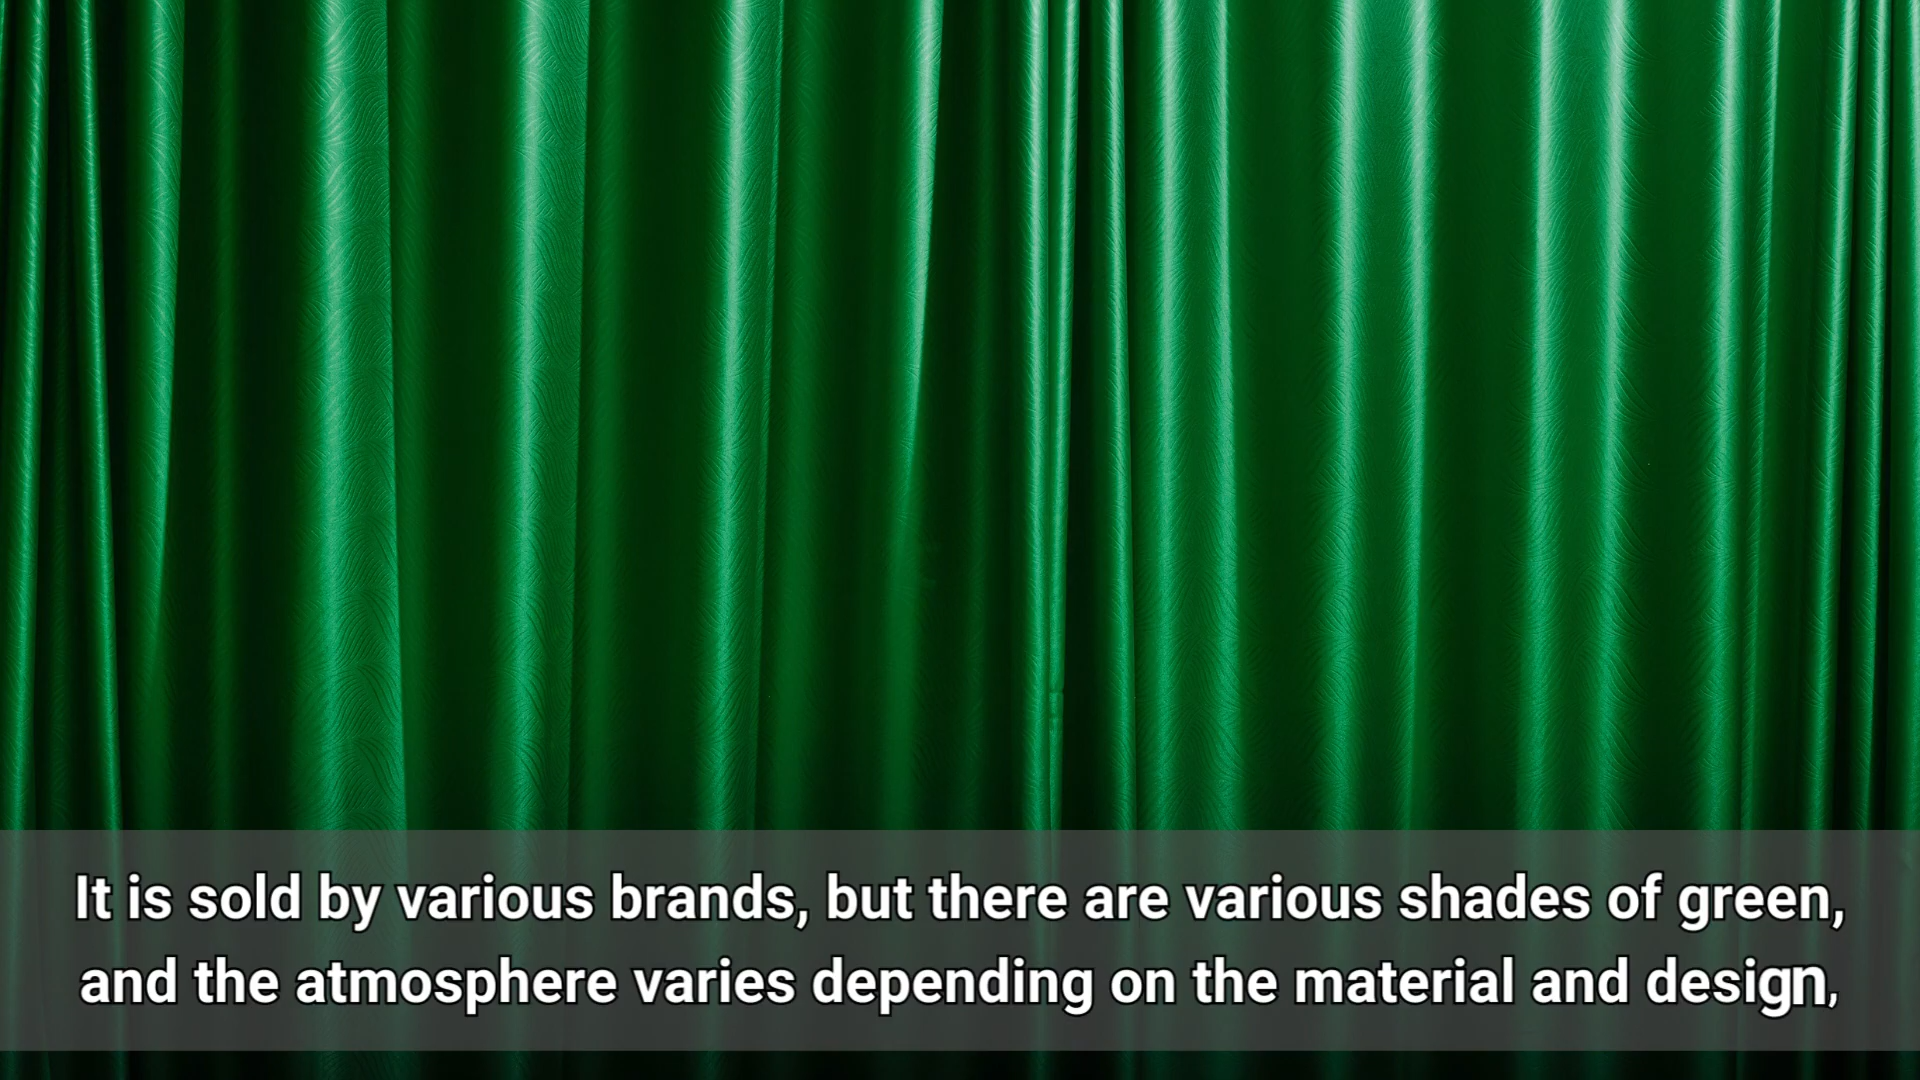 It is sold by various brands, but there are various shades of green,
and the atmosphere varies depending on the material and design,